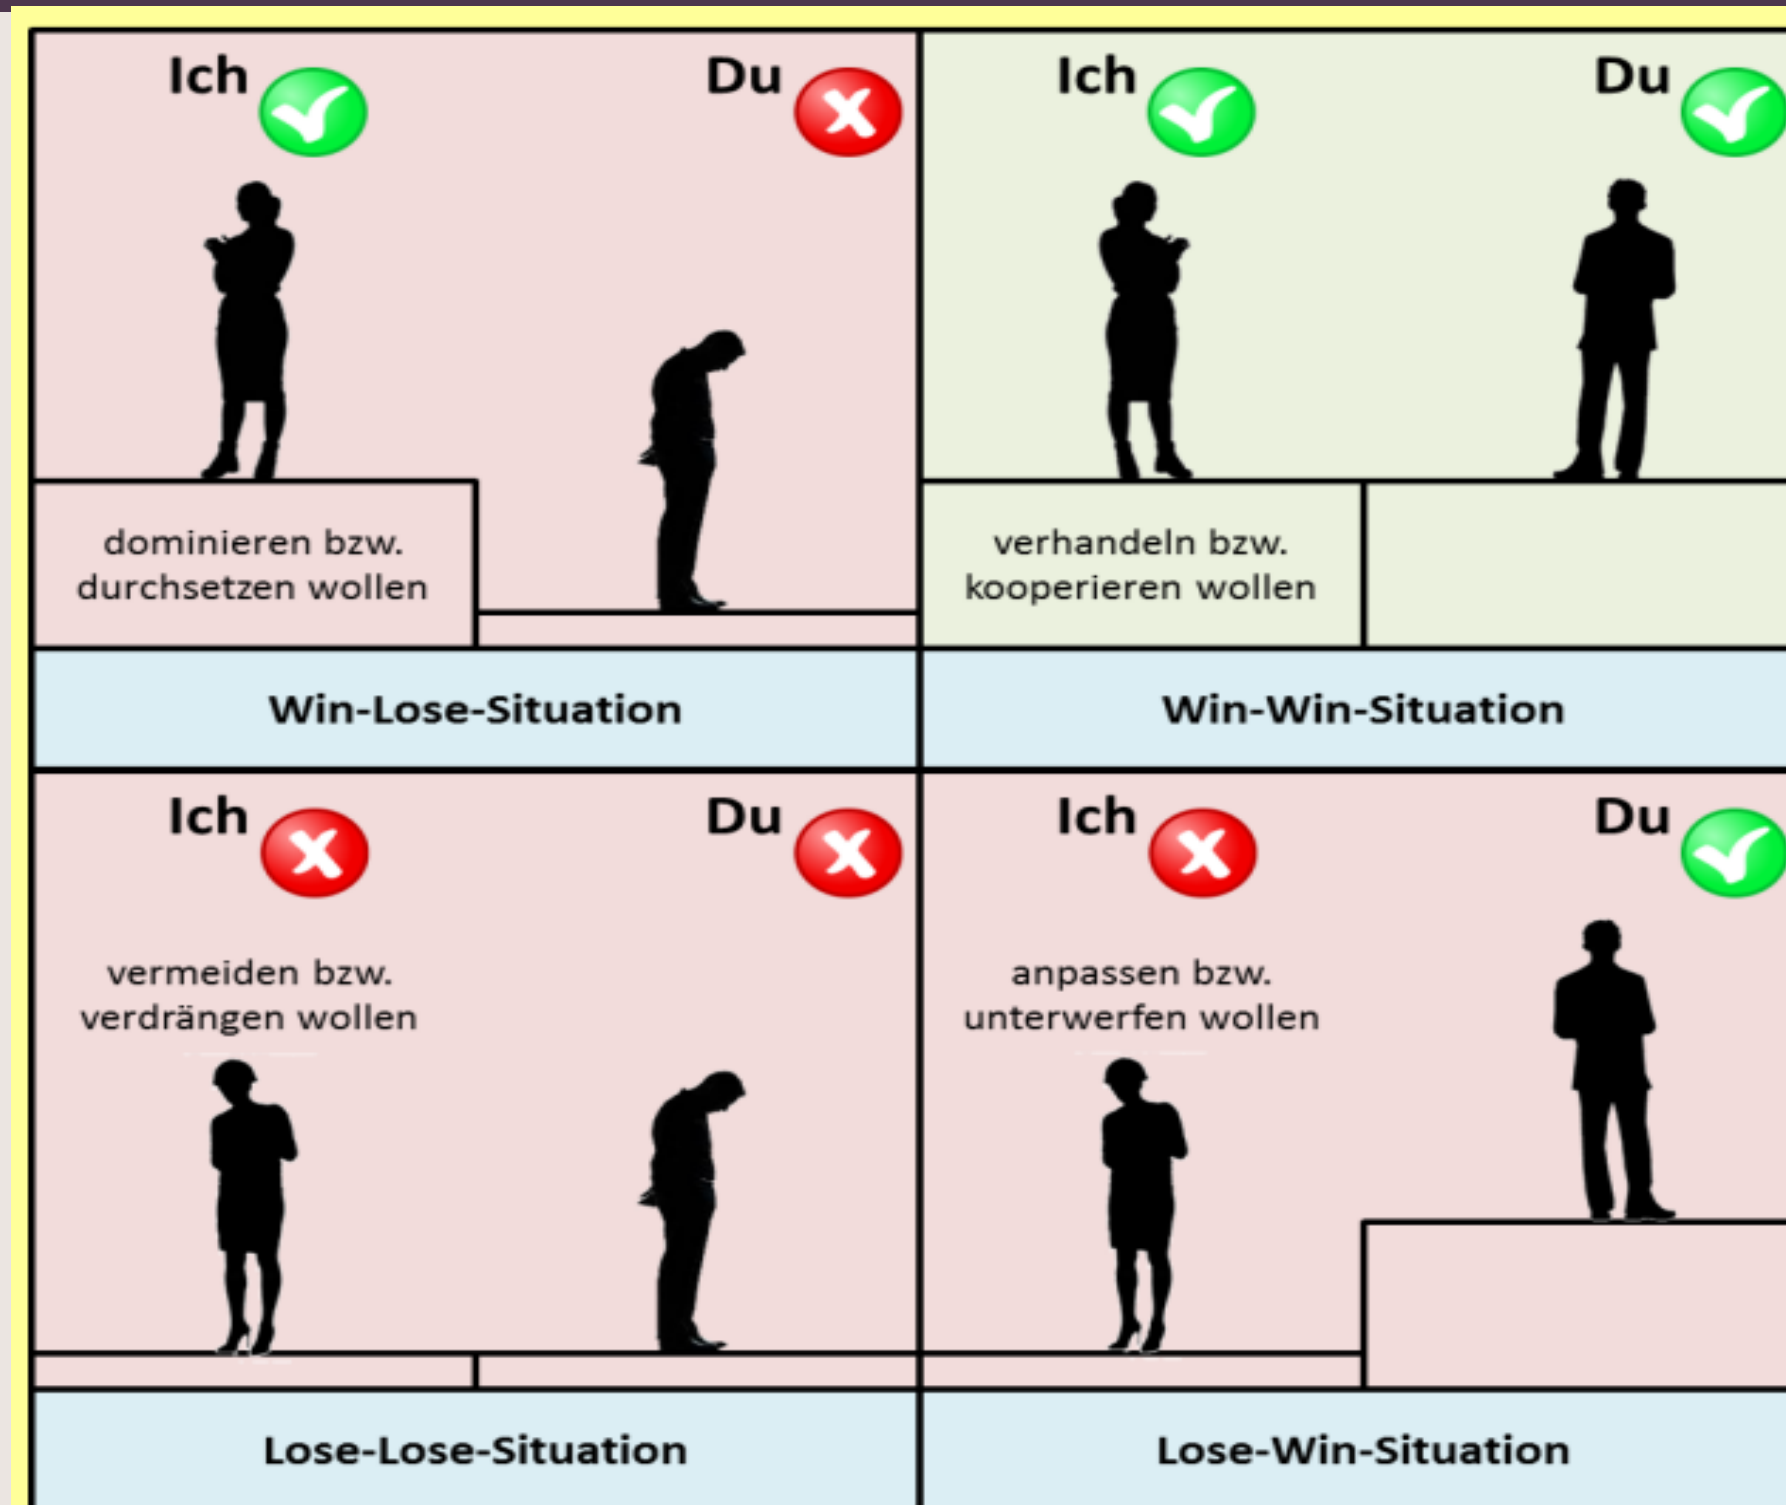 Ich Du
dominieren bzw.
durchsetzen wollen
Win-Lose-Situation
Ich Du
verhandeln bzw.
kooperieren wollen
Win-Win-Situation
Ich Du
vermeiden bzw.
verdrängen wollen
Lose-Lose-Situation
Ich Du
anpassen bzw.
unterwerfen wollen
Lose-Win-Situation